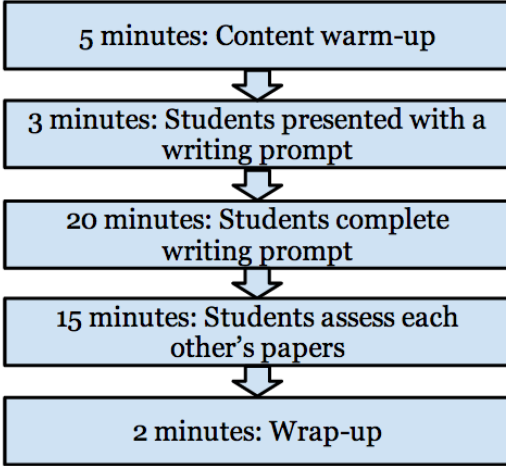 5 minutes: Content warm-up
3 minutes: Students presented with a
writing prompt
20 minutes: Students complete
writing prompt
15 minutes: Students assess each
other’s papers
2 minutes: Wrap-up